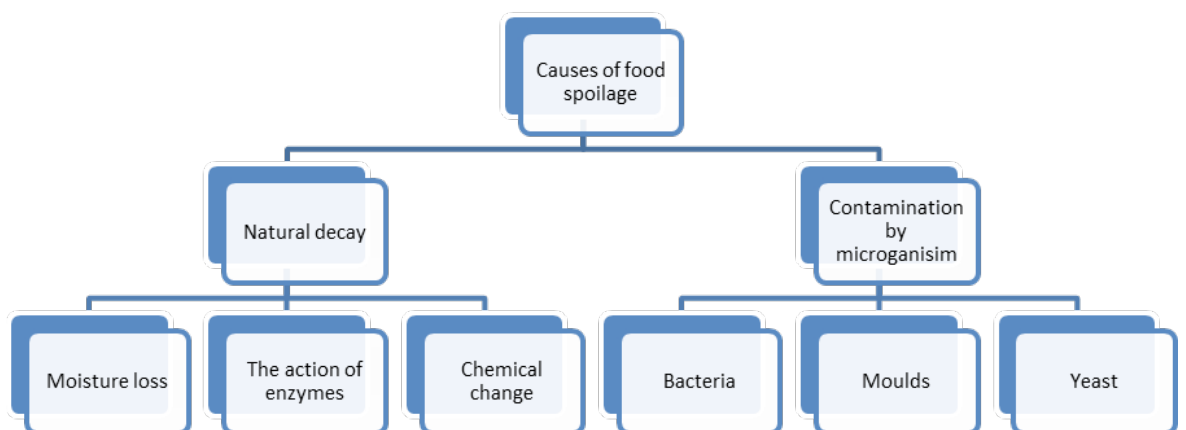 Causes of food
spoilage
Natural decay
Contamination
by
microganisim
Moisture loss
The action of
enzymes
Chemical
change
Bacteria
Moulds
Yeast